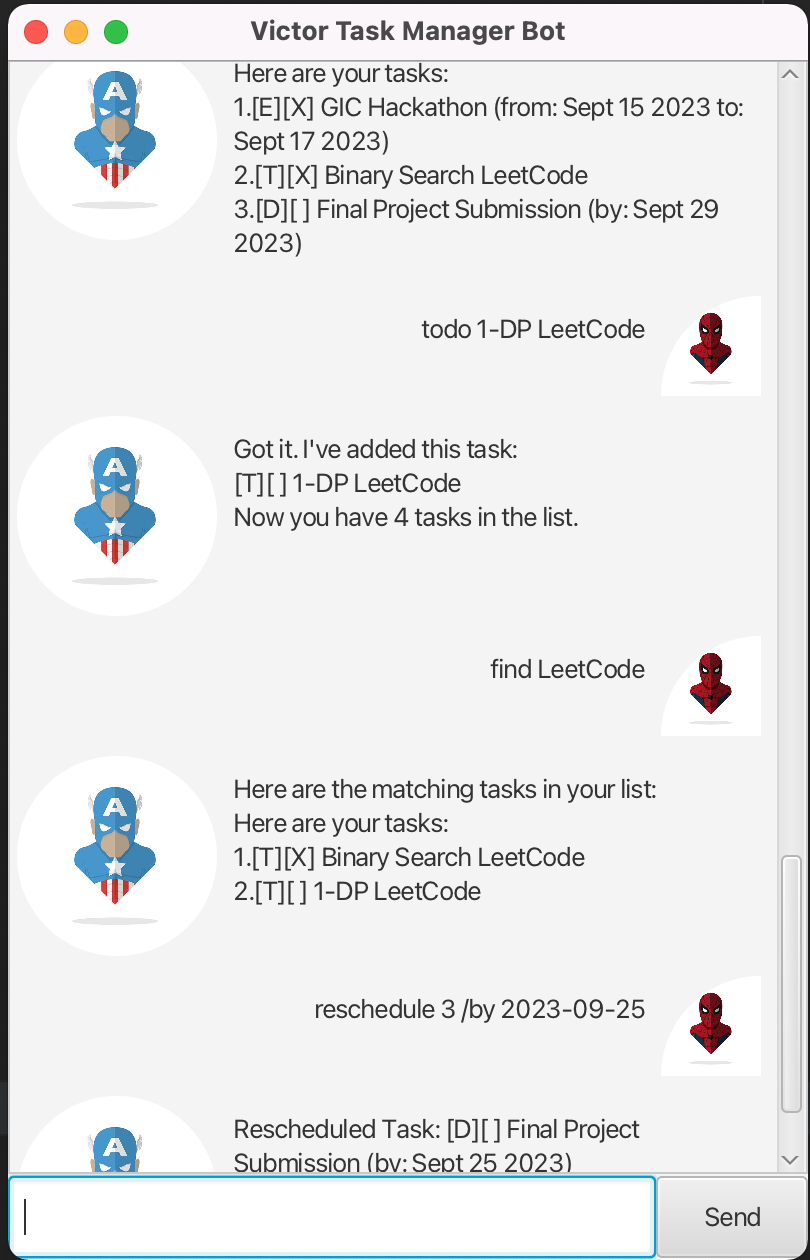 Victor Task Manager Bot
Here are your tasks:
1.[E][X] GIC Hackathon (from: Sept 15 2023 to:
Sept 17 2023)
2.[T][X] Binary Search LeetCode
3.[D][ ] Final Project Submission (by: Sept 29
2023)
todo 1-DP LeetCode
Got it. I've added this task:
[T][ ] 1-DP LeetCode
Now you have 4 tasks in the list.
find LeetCode
Here are the matching tasks in your list:
Here are your tasks:
1.[T][X] Binary Search LeetCode
2.[T][ ] 1-DP LeetCode
reschedule 3 /by 2023-09-25
Rescheduled Task: [D][ ] Final Project
Submission (by: Sept 25 2023)
Send